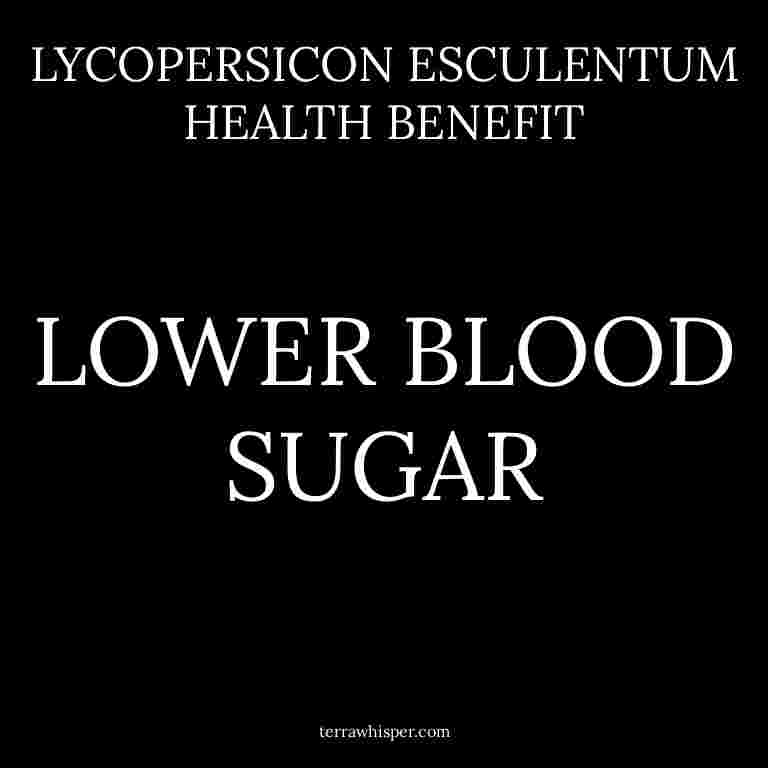 LYCOPERSICON ESCULENTUM
HEALTH BENEFIT
LOWER BLOOD
SUGAR
terrawhisper.com